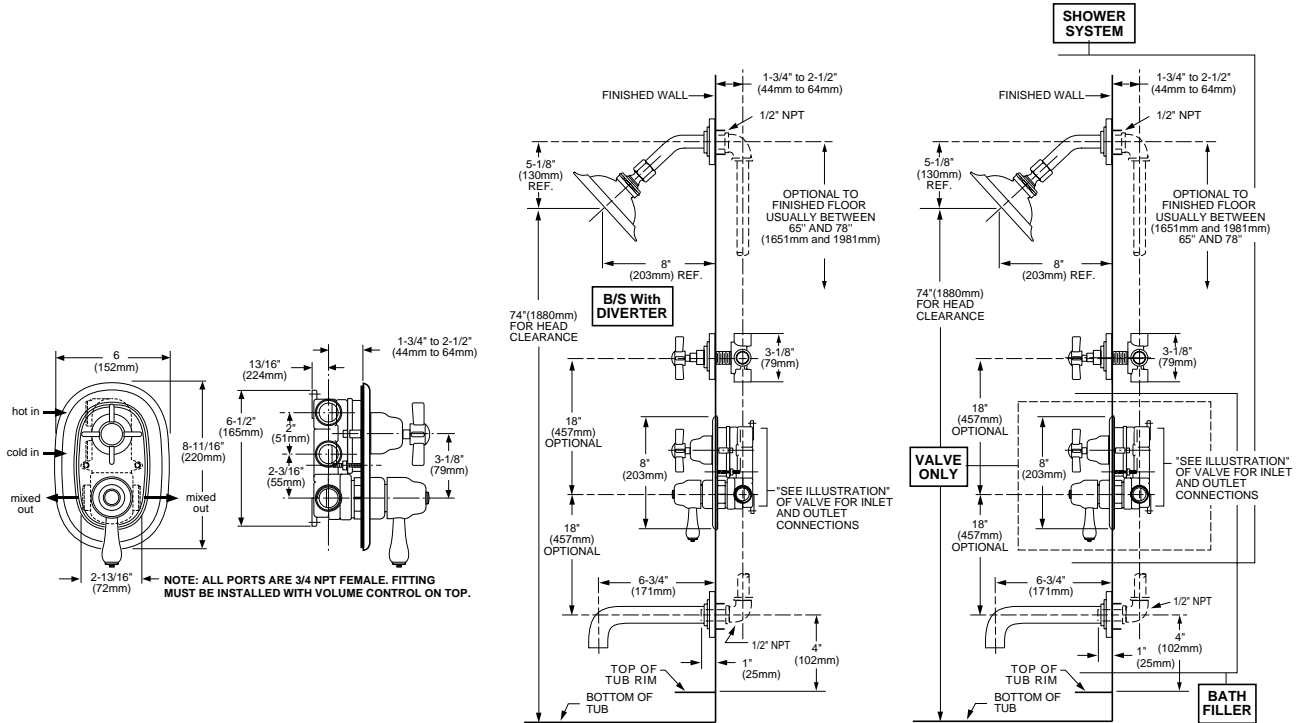 SHOWER
SYSTEM
1-3/4" to 2-1/2"
(44mm to 64mm)
FINISHED WALL
1/2" NPT
5-1/8"
(130mm)
REF.
OPTIONAL TO
FINISHED FLOOR
USUALLY BETWEEN
65" AND 78"
(1651mm and 1981mm)
8"
(203mm) REF.
B/S With
DIVERTER
74"(1880mm)
FOR HEAD
CLEARANCE
3-1/8"
(79mm)
18"
(457mm)
OPTIONAL
8"
(203mm)
"SEE ILLUSTRATION"
OF VALVE FOR INLET
AND OUTLET
CONNECTIONS
18"
(457mm)
OPTIONAL
6-3/4"
(171mm)
1/2" NPT
4"
(102mm)
1"
(25mm)
TOP OF
TUB RIM
BOTTOM OF
TUB
1-3/4" to 2-1/2"
(44mm to 64mm)
FINISHED WALL
1/2" NPT
5-1/8"
(130mm)
REF.
OPTIONAL TO
FINISHED FLOOR
USUALLY BETWEEN
(1651mm and 1981mm)
65" AND 78"
8"
(203mm) REF.
74"(1880mm)
FOR HEAD
CLEARANCE
3-1/8"
(79mm)
18"
(457mm)
OPTIONAL
VALVE
ONLY
8"
(203mm)
"SEE ILLUSTRATION"
OF VALVE FOR INLET
AND OUTLET
CONNECTIONS
18"
(457mm)
OPTIONAL
6-3/4"
(171mm)
1/2" NPT
4"
(102mm)
1"
(25mm)
TOP OF
TUB RIM
BOTTOM OF
TUB
BATH
FILLER
6
(152mm)
hot in
cold in
mixed
out
mixed
out
8-11/16"
(220mm)
2-13/16"
(72mm)
1-3/4" to 2-1/2"
(44mm to 64mm)
13/16"
(224mm)
6-1/2"
(165mm)
2"
(51mm)
2-3/16"
(55mm)
3-1/8"
(79mm)
NOTE: ALL PORTS ARE 3/4 NPT FEMALE. FITTING
MUST BE INSTALLED WITH VOLUME CONTROL ON TOP.